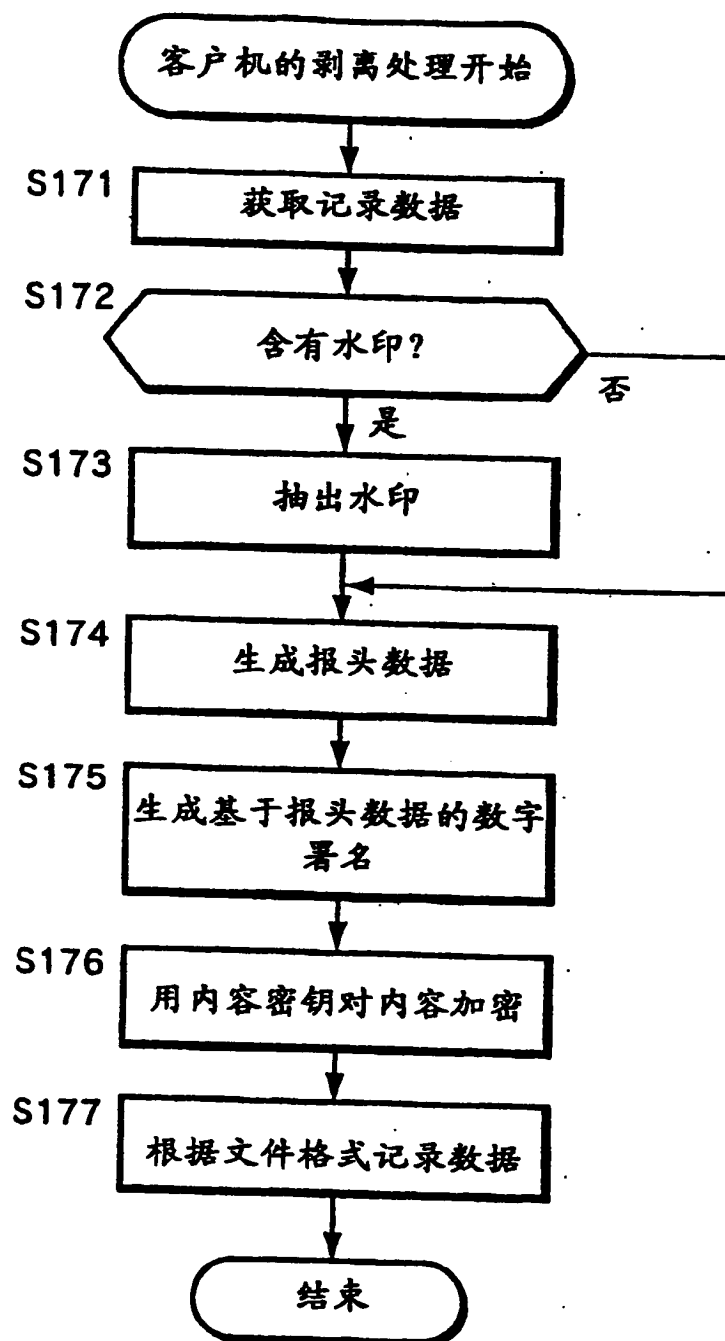 客户机的剥离处理开始
S171
获取记录数据
S172
含有水印?
否
是
S173
抽出水印
S174
生成报头数据
S175
生成基于报头数据的数字
署名
S176
用内容密钥对内容加密
S177
根据文件格式记录数据
结束